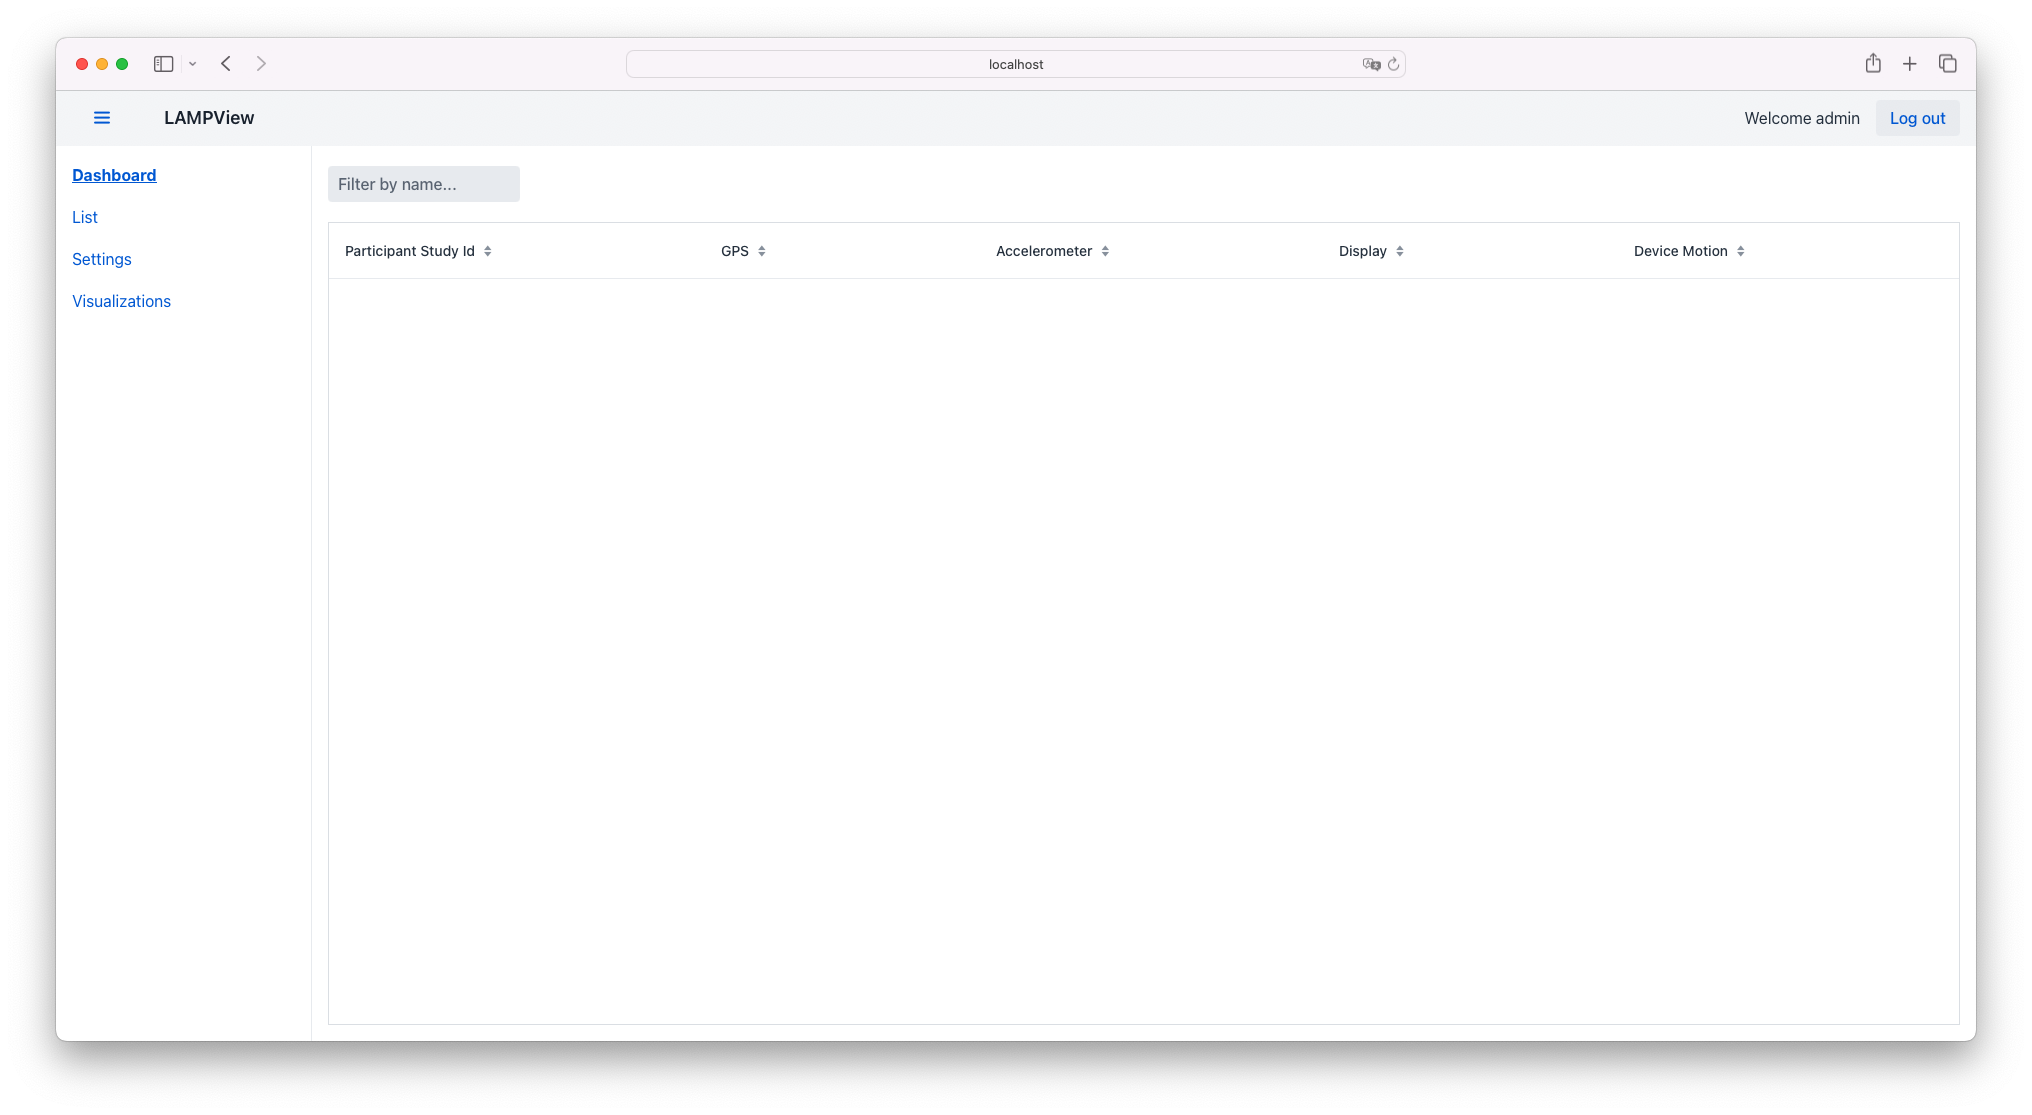 localhost
LAMPView
Welcome admin
Log out
Dashboard
List
Settings
Visualizations
Filter by name...
Participant Study Id
GPS
Accelerometer
Display
Device Motion